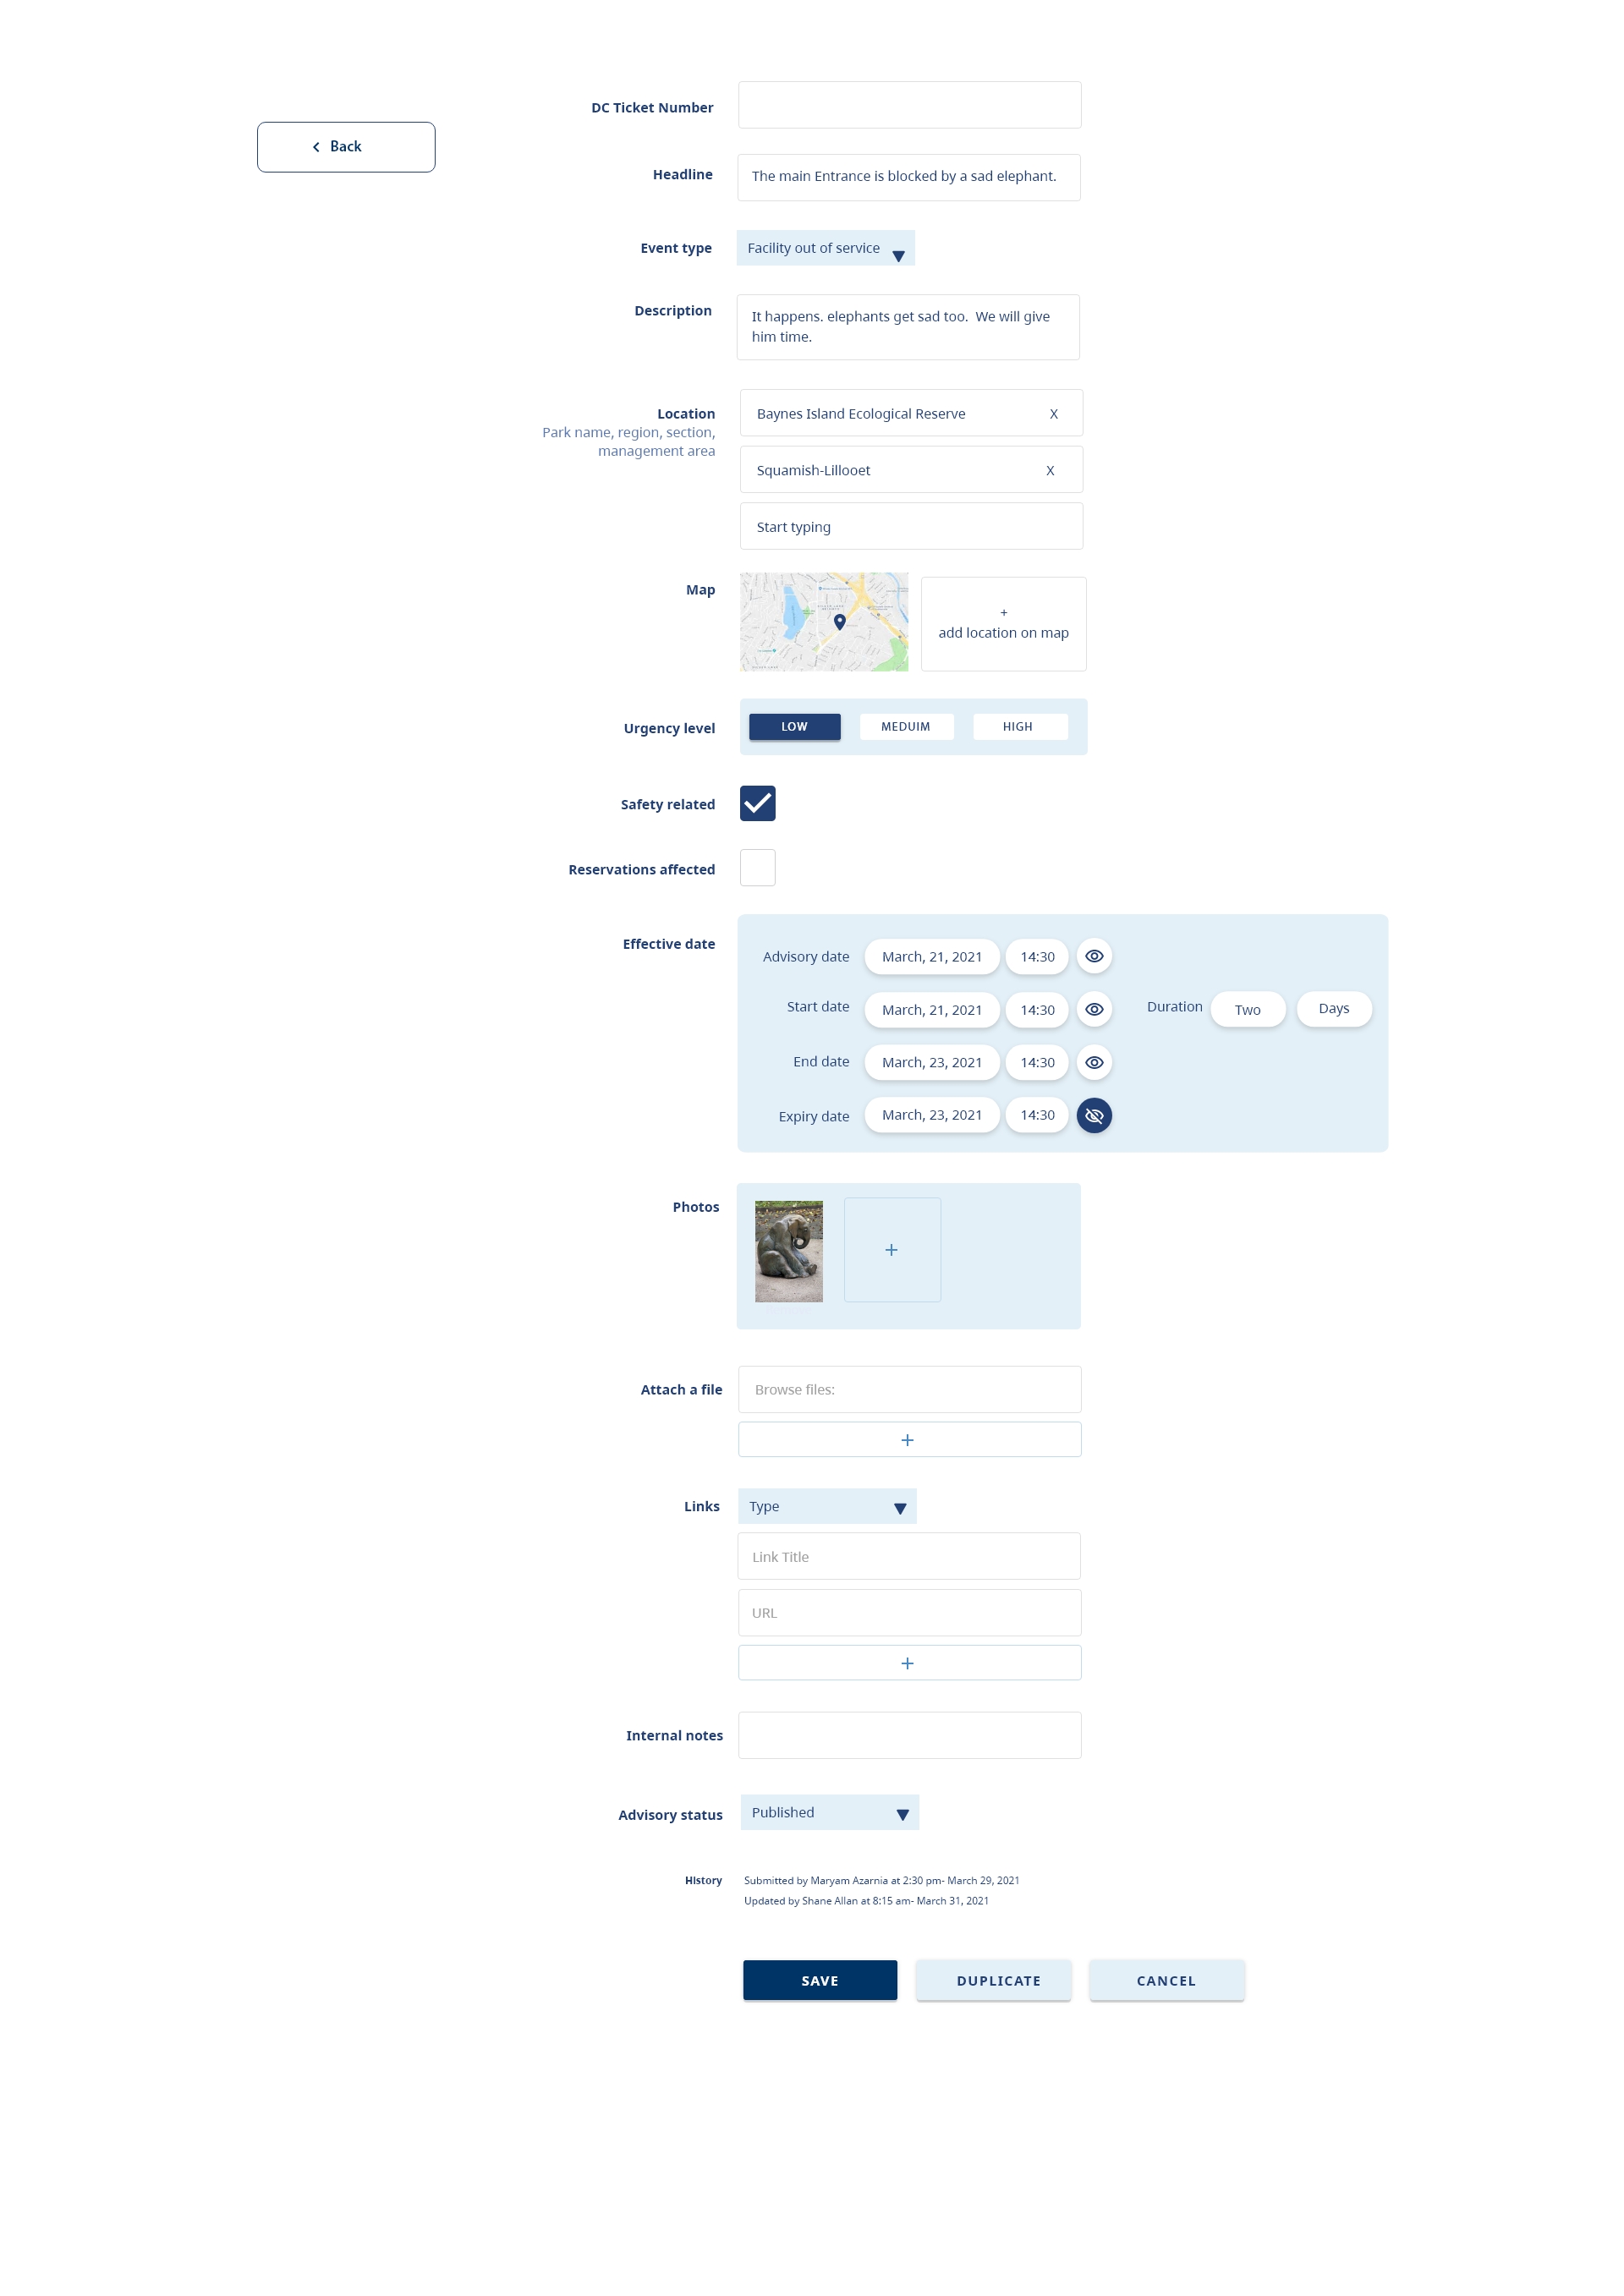 DC Ticket Number
Back
Headline
The main Entrance is blocked by a sad elephant.
Event type
Facility out of service
Description
It happens. elephants get sad too.  We will give
him time.
Location
Park name, region, section,
management area
Baynes Island Ecological Reserve X
Squamish-Lillooet X
Start typing
Map
+
add location on map
Urgency level
LOW MEDUIM HIGH
Safety related
Reservations affected
Effective date
Advisory date March, 21, 2021 14:30
Start date March, 21, 2021 14:30 Duration Two Days
End date March, 23, 2021 14:30
Expiry date March, 23, 2021 14:30
Photos
+
Attach a file
Browse files:
+
Links
Type
Link Title
URL
+
Internal notes
Advisory status
Published
History
Submitted by Maryam Azarnia at 2:30 pm- March 29, 2021
Updated by Shane Allan at 8:15 am- March 31, 2021
SAVE DUPLICATE CANCEL